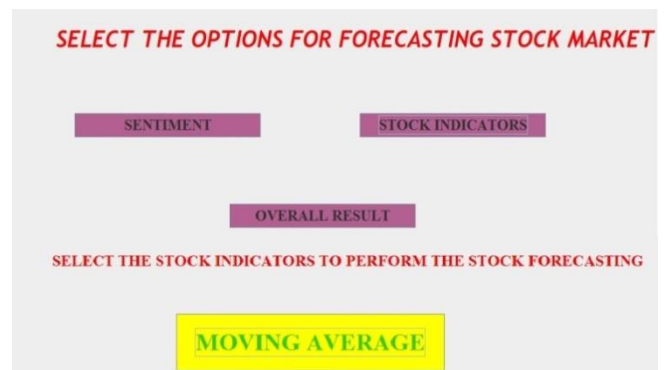 SELECT THE OPTIONS FOR FORECASTING STOCK MARKET
SENTIMENT
STOCK INDICATORS
OVERALL RESULT
SELECT THE STOCK INDICATORS TO PERFORM THE STOCK FORECASTING
MOVING AVERAGE